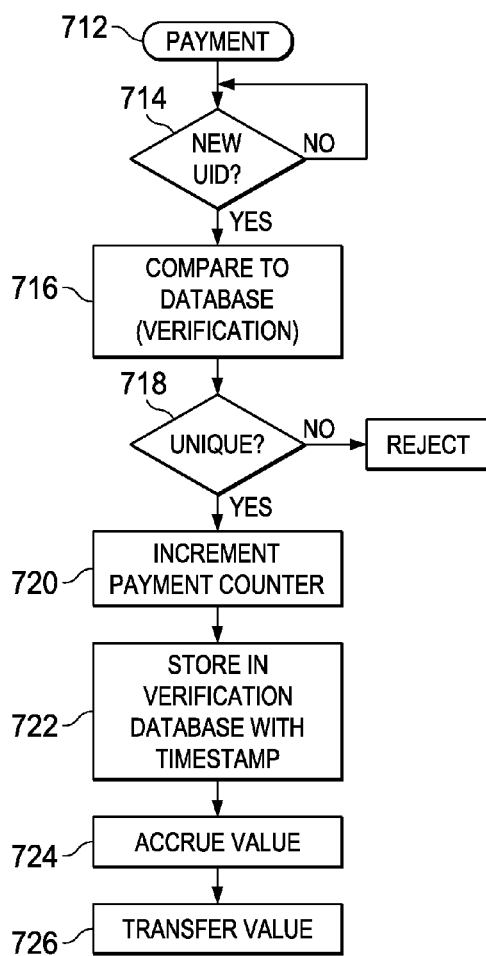 712
PAYMENT
714
NEW
UID?
NO
YES
716
COMPARE TO
DATABASE
(VERIFICATION)
718
UNIQUE?
NO
REJECT
YES
720
INCREMENT
PAYMENT COUNTER
722
STORE IN
VERIFICATION
DATABASE WITH
TIMESTAMP
724
ACCRUE VALUE
726
TRANSFER VALUE